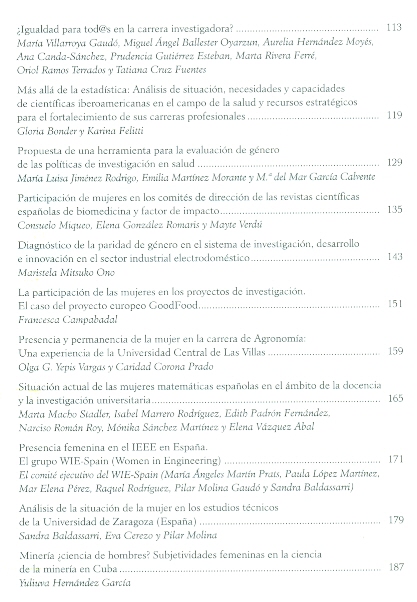 ¿Igualdad para tod@s en la carrera investigadora? ........ 113
María Villarroya Gaudó, Miguel Ángel Ballester Oyarzun, Aurelia Hernández Moyés,
Ana Canda-Sánchez, Prudencia Gutiérrez Esteban, Marta Rivera Ferré,
Oriol Ramos Terrados y Tatiana Cruz Fuentes
Más allá de la estadística: Análisis de situación, necesidades y capacidades
de científicas iberoamericanas en el campo de la salud y recursos estratégicos
para el fortalecimiento de sus carreras profesionales ........ 119
Gloria Bonder y Karina Felitti
Propuesta de una herramienta para la evaluación de género
de las políticas de investigación en salud ........ 129
María Luisa Jiménez Rodrigo, Emilia Martínez Morante y M.ª del Mar García Calvente
Participación de mujeres en los comités de dirección de las revistas científicas
españolas de biomedicina y factor de impacto ........ 135
Consuelo Miqueo, Elena González Romaris y Mayte Verdú
Diagnóstico de la paridad de género en el sistema de investigación, desarrollo
e innovación en el sector industrial electrodoméstico ........ 143
Marisuela Mitsuko Ono
La participación de las mujeres en los proyectos de investigación.
El caso del proyecto europeo GoodFood ........ 151
Francesca Campabadal
Presencia y permanencia de la mujer en la carrera de Agronomía:
Una experiencia de la Universidad Central de Las Villas ........ 159
Olga G. Yepis Vargas y Caridad Corona Prado
Situación actual de las mujeres matemáticas españolas en el ámbito de la docencia
y la investigación universitaria ........ 165
Marta Macho Stadler, Isabel Marrero Rodríguez, Edith Padrón Fernández,
Narciso Román Roy, Mónika Sánchez Martínez y Elena Vázquez Abal
Presencia femenina en el IEEE en España.
El grupo WIE-Spain (Women in Engineering) ........ 171
El comité ejecutivo del WIE-Spain (María Ángeles Martín Prats, Paula López Martínez,
Mar Elena Pérez, Raquel Rodríguez, Pilar Molina Gaudó y Sandra Baldassarri)
Análisis de la situación de la mujer en los estudios técnicos
de la Universidad de Zaragoza (España) ........ 179
Sandra Baldassarri, Eva Cerezo y Pilar Molina
Minería ¿ciencia de hombres? Subjetividades femeninas en la ciencia
de la minería en Cuba ........ 187
Yuliuva Hernández García